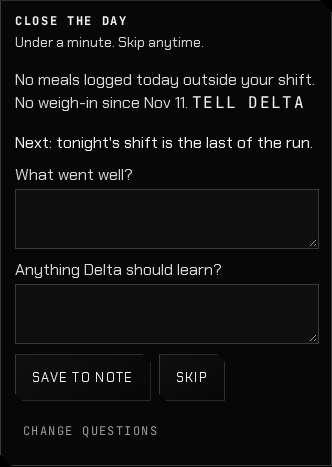 CLOSE THE DAY
Under a minute. Skip anytime.
No meals logged today outside your shift.
No weigh-in since Nov 11. TELL DELTA
Next: tonight's shift is the last of the run.
What went well?
Anything Delta should learn?
SAVE TO NOTE
SKIP
CHANGE QUESTIONS